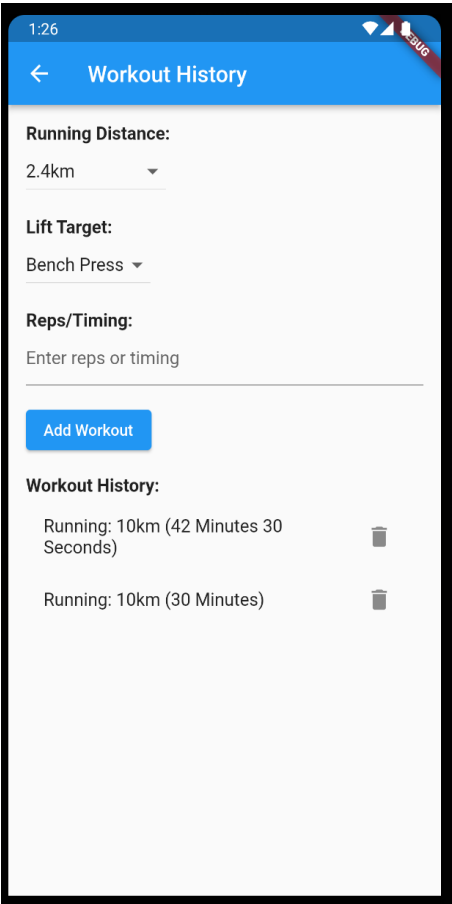 1:26
Workout History
Running Distance:
2.4km
Lift Target:
Bench Press
Reps/Timing:
Enter reps or timing
Add Workout
Workout History:
Running: 10km (42 Minutes 30
Seconds)
Running: 10km (30 Minutes)